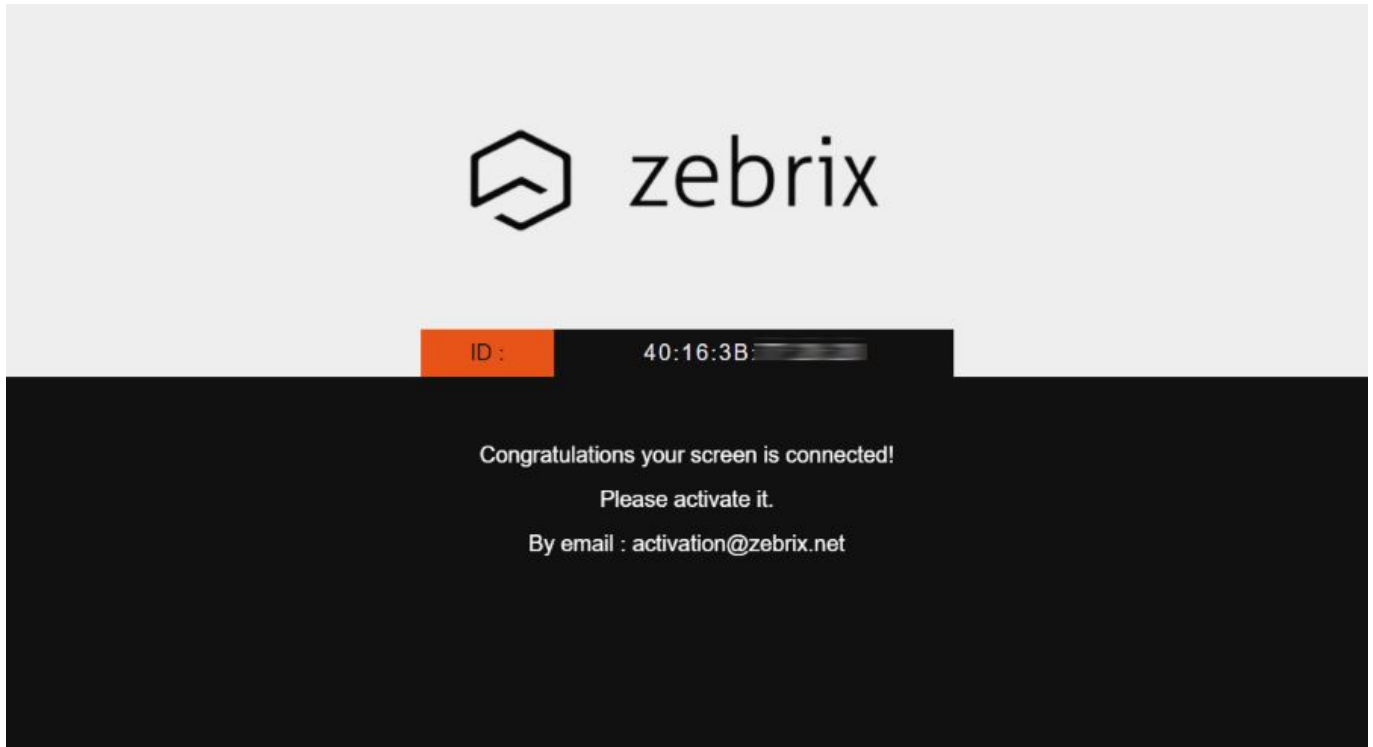 zebrix
ID : 40:16:3B:
Congratulations your screen is connected!
Please activate it.
By email : activation@zebrix.net